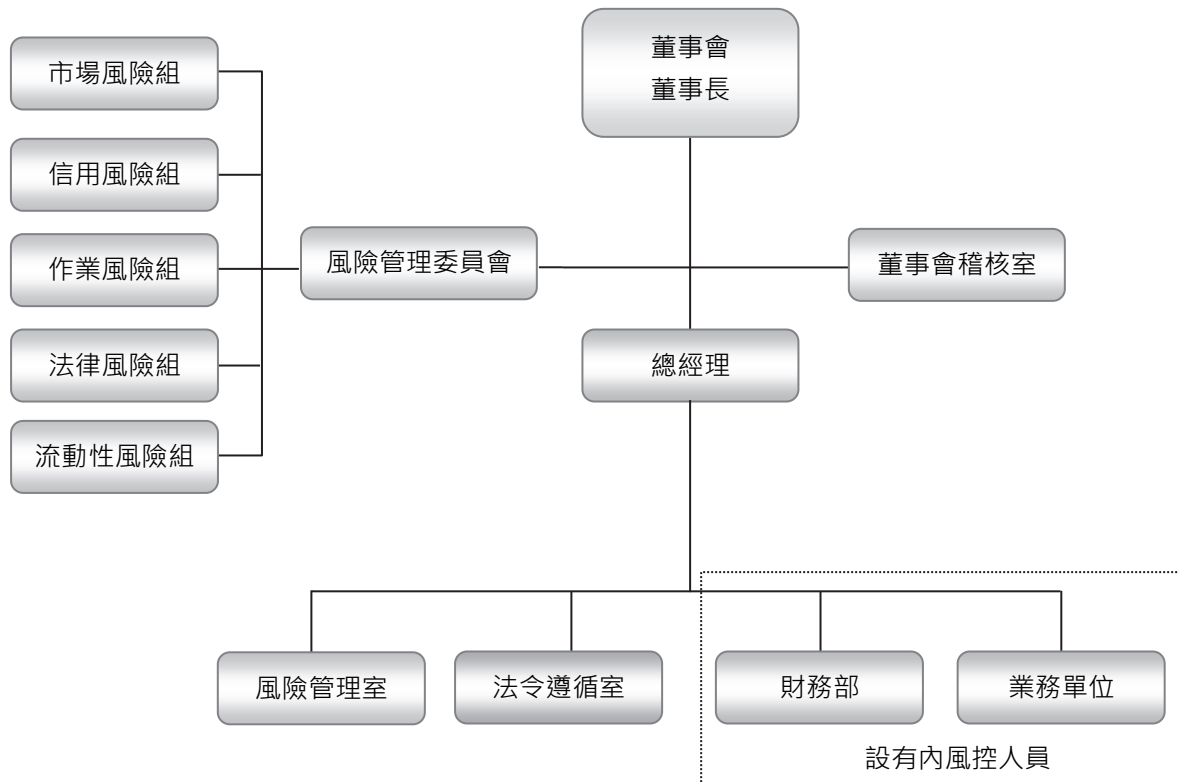 董事會
董事長
市場風險組
信用風險組
作業風險組
法律風險組
流動性風險組
風險管理委員會
董事會稽核室
總經理
風險管理室
法令遵循室
財務部
業務單位
設有內風控人員